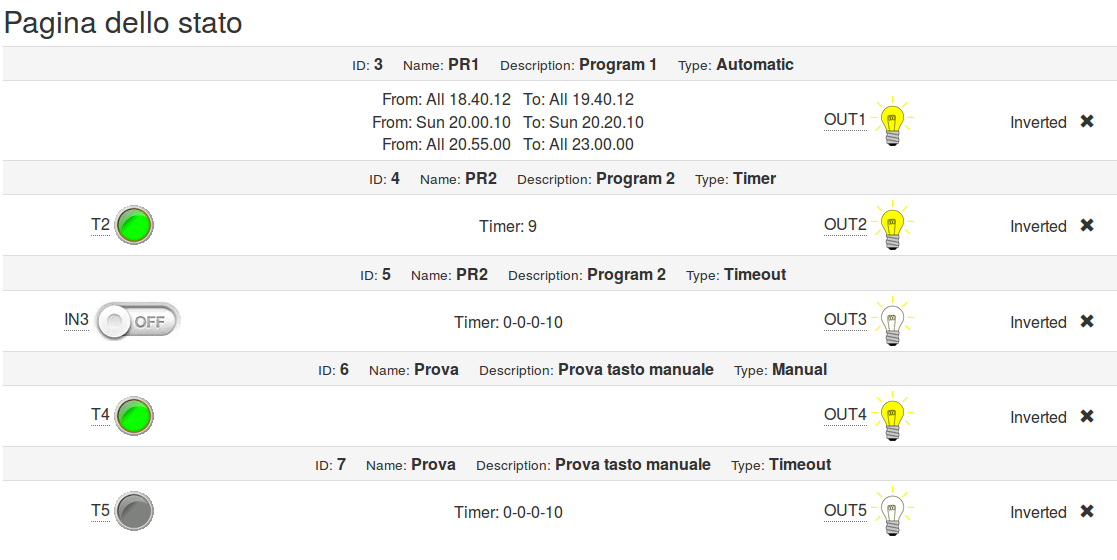 Pagina dello stato
ID: 3 Name: PR1 Description: Program 1 Type: Automatic
From: All 18.40.12 To: All 19.40.12
From: Sun 20.00.10 To: Sun 20.20.10
From: All 20.55.00 To: All 23.00.00
OUT1
Inverted
ID: 4 Name: PR2 Description: Program 2 Type: Timer
T2 Timer: 9 OUT2 Inverted
ID: 5 Name: PR2 Description: Program 2 Type: Timeout
IN3 OFF Timer: 0-0-0-10 OUT3 Inverted
ID: 6 Name: Prova Description: Prova tasto manuale Type: Manual
T4 OUT4 Inverted
ID: 7 Name: Prova Description: Prova tasto manuale Type: Timeout
T5 Timer: 0-0-0-10 OUT5 Inverted